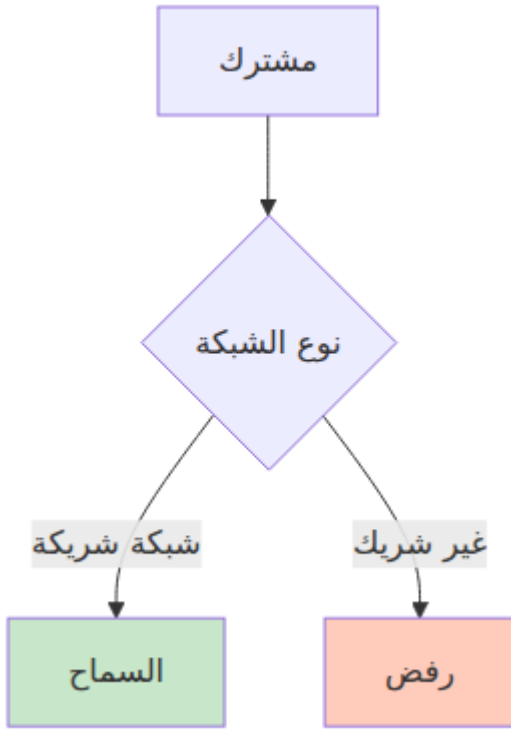 مشترك
نوع الشبكة
شبكة شريكة
غير شريك
السماح
رفض